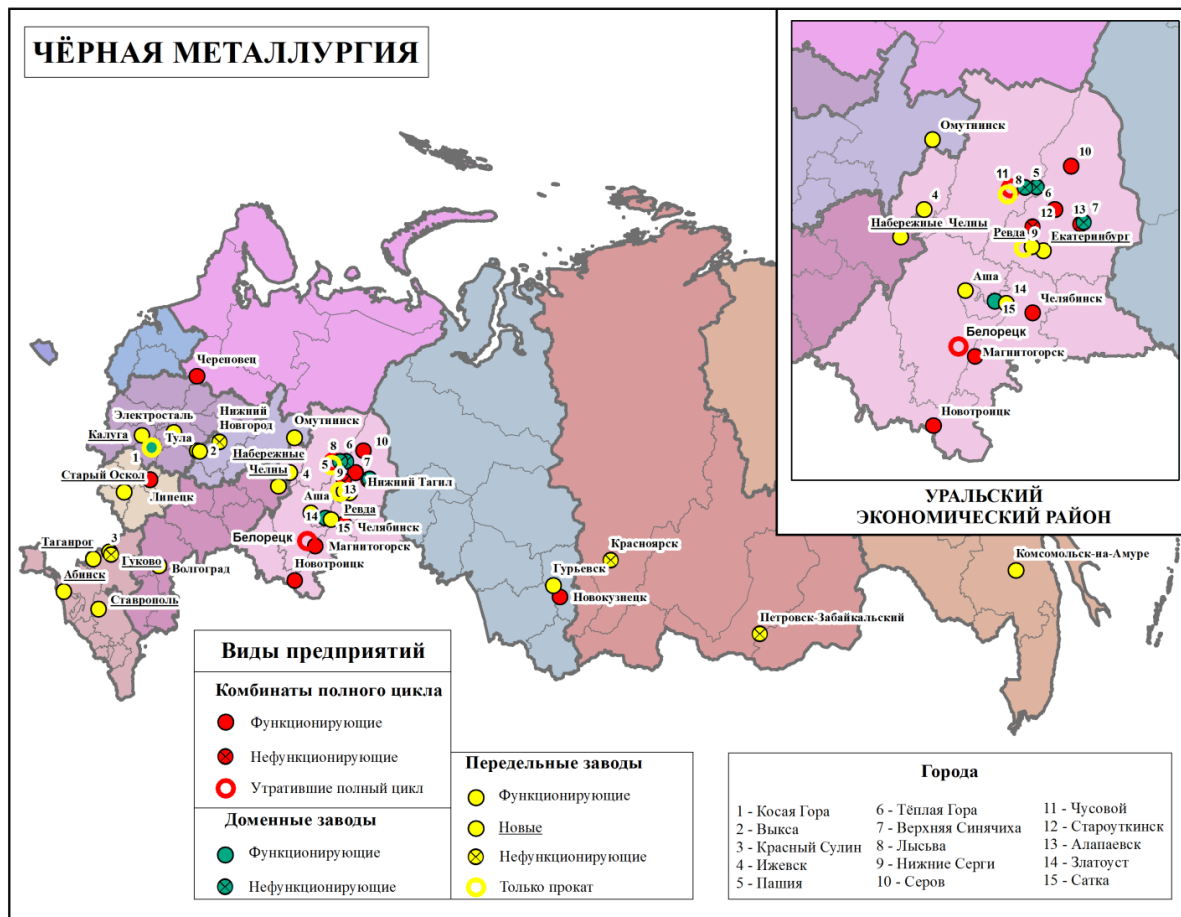 ЧЁРНАЯ МЕТАЛЛУРГИЯ
Череповец
Электросталь
Нижний
Новгород
Омутнинск
Калуга
Тула
1
2
Набережные
Челны
4
8
6
10
5
9
7
Нижний Тагил
Старый Оскол
Липецк
Аша
13
Ревда
14
15
Челябинск
Белорецк
Магнитогорск
Новотроицк
Таганрог
3
Гуково
Волгоград
Абинск
Ставрополь
Красноярск
Гурьевск
Новокузнецк
Петровск-Забайкальский
Комсомольск-на-Амуре
Омутнинск
10
11
8
5
6
4
12
13
7
Набережные Челны
Ревда
9
Екатеринбург
Аша
14
15
Челябинск
Белорецк
Магнитогорск
Новотроицк
УРАЛЬСКИЙ
ЭКОНОМИЧЕСКИЙ РАЙОН
Виды предприятий
Комбинаты полного цикла
Функционирующие
Нефункционирующие
Утратившие полный цикл
Доменные заводы
Функционирующие
Нефункционирующие
Передельные заводы
Функционирующие
Новые
Нефункционирующие
Только прокат
Города
1 - Косая Гора
2 - Выкса
3 - Красный Сулин
4 - Ижевск
5 - Пашия
6 - Тёплая Гора
7 - Верхняя Синячиха
8 - Лысьва
9 - Нижние Серги
10 - Серов
11 - Чусовой
12 - Староуткинск
13 - Алапаевск
14 - Златоуст
15 - Сатка